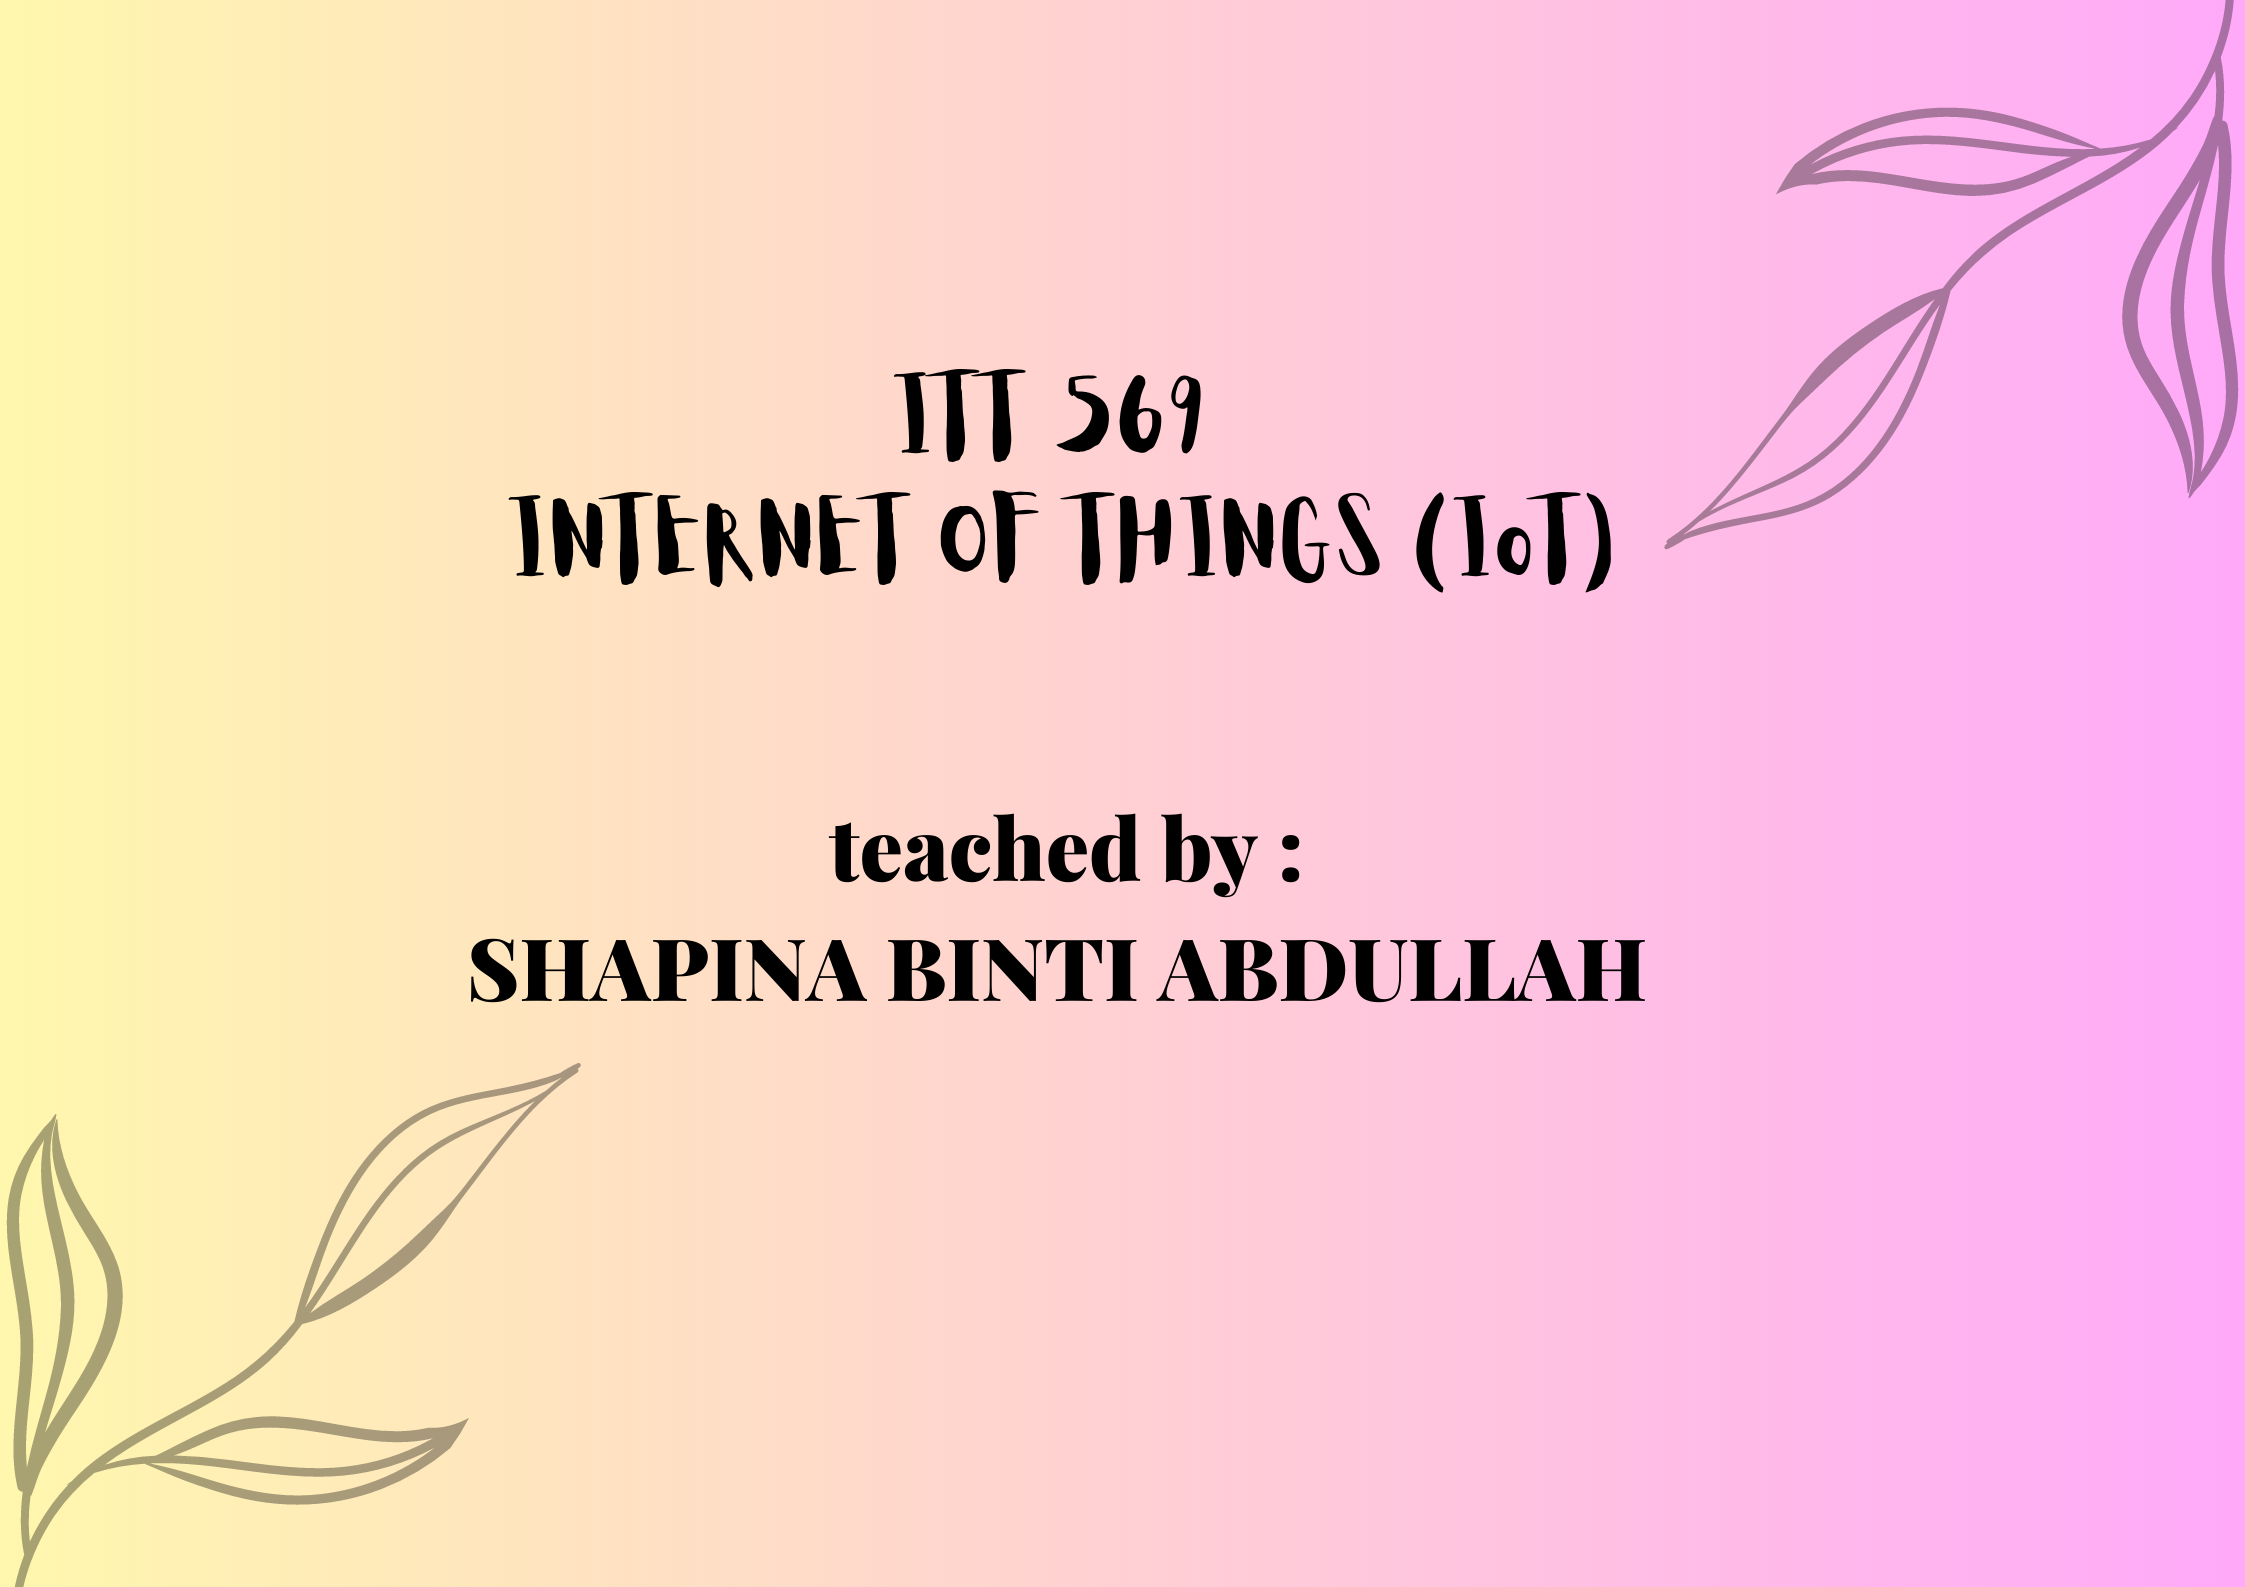 ITT 569
INTERNET OF THINGS (IoT)
teached by :
SHAPINA BINTI ABDULLAH